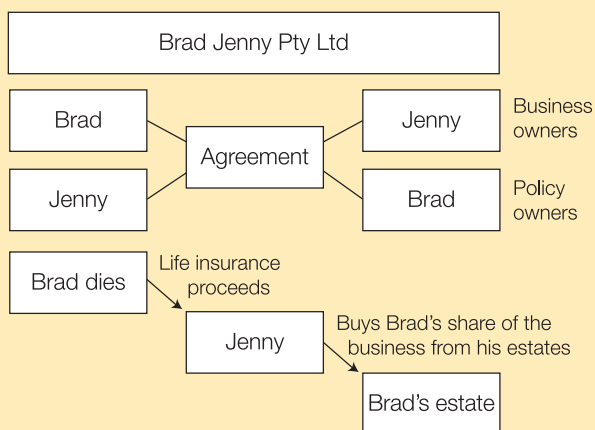 Brad Jenny Pty Ltd
Brad
Jenny
Business
owners
Agreement
Jenny
Brad
Policy
owners
Brad dies
Life insurance
proceeds
Jenny
Buys Brad's share of the
business from his estates
Brad's estate